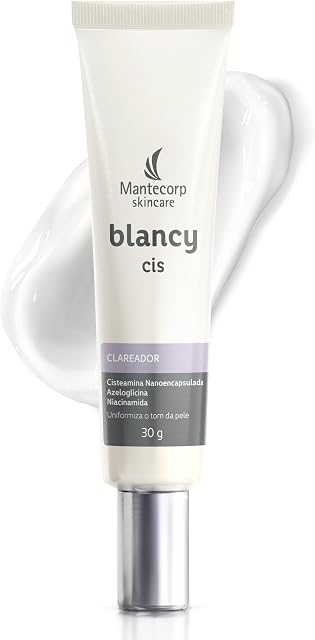 Mantecorp
skincare
blancy
cis
CLAREADOR
Cisteamina Nanoencapsulada
Azeloglicina
Niacinamida
Uniformiza o tom da pele
30 g